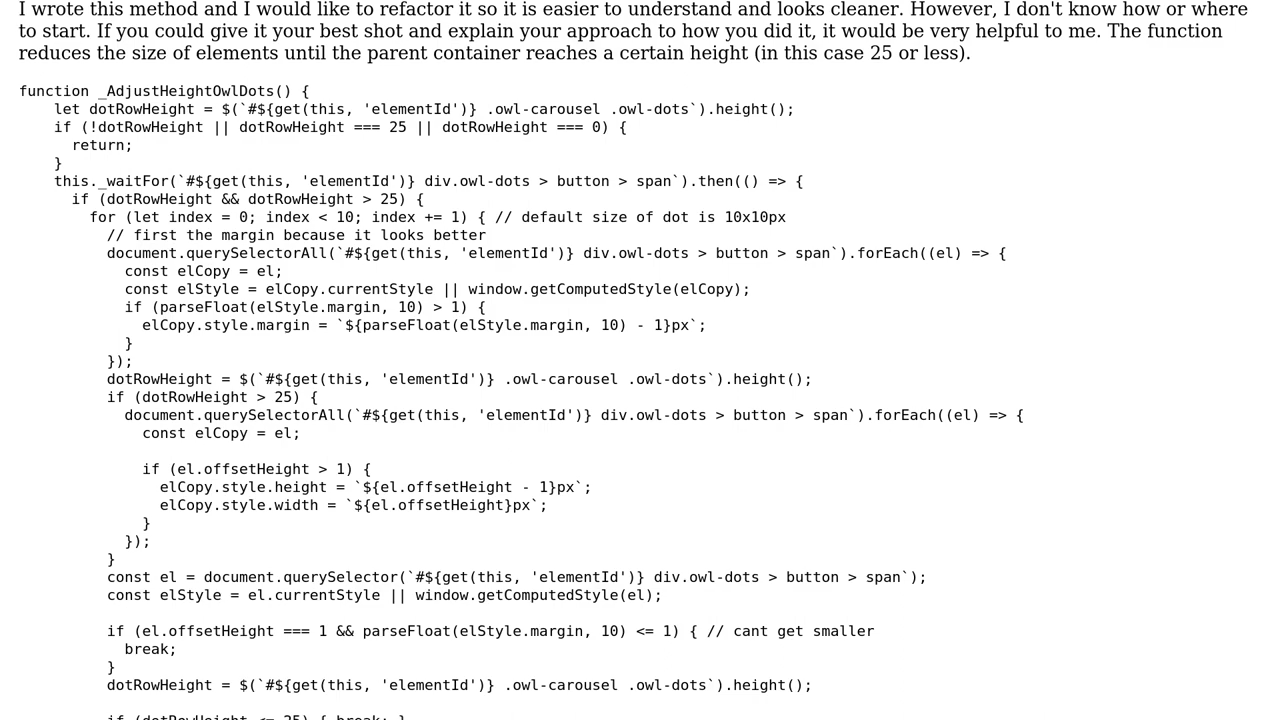 I wrote this method and I would like to refactor it so it is easier to understand and looks cleaner. However, I don't know how or where
to start. If you could give it your best shot and explain your approach to how you did it, it would be very helpful to me. The function
reduces the size of elements until the parent container reaches a certain height (in this case 25 or less).
function _AdjustHeightOwlDots() {
    let dotRowHeight = $(`#${get(this, 'elementId')} .owl-carousel .owl-dots`).height();
    if (!dotRowHeight || dotRowHeight === 25 || dotRowHeight === 0) {
      return;
    }
    this._waitFor(`#${get(this, 'elementId')} div.owl-dots > button > span`).then(() => {
      if (dotRowHeight && dotRowHeight > 25) {
        for (let index = 0; index < 10; index += 1) { // default size of dot is 10x10px
          // first the margin because it looks better
          document.querySelectorAll(`#${get(this, 'elementId')} div.owl-dots > button > span`).forEach((el) => {
            const elCopy = el;
            const elStyle = elCopy.currentStyle || window.getComputedStyle(elCopy);
            if (parseFloat(elStyle.margin, 10) > 1) {
              elCopy.style.margin = `${parseFloat(elStyle.margin, 10) - 1}px`;
            }
          });
          dotRowHeight = $(`#${get(this, 'elementId')} .owl-carousel .owl-dots`).height();
          if (dotRowHeight > 25) {
            document.querySelectorAll(`#${get(this, 'elementId')} div.owl-dots > button > span`).forEach((el) => {
              const elCopy = el;

              if (el.offsetHeight > 1) {
                elCopy.style.height = `${el.offsetHeight - 1}px`;
                elCopy.style.width = `${el.offsetHeight}px`;
              }
            });
          }
          const el = document.querySelector(`#${get(this, 'elementId')} div.owl-dots > button > span`);
          const elStyle = el.currentStyle || window.getComputedStyle(el);

          if (el.offsetHeight === 1 && parseFloat(elStyle.margin, 10) <= 1) { // cant get smaller
            break;
          }
          dotRowHeight = $(`#${get(this, 'elementId')} .owl-carousel .owl-dots`).height();

          if (dotRowHeight <= 25) { break; }